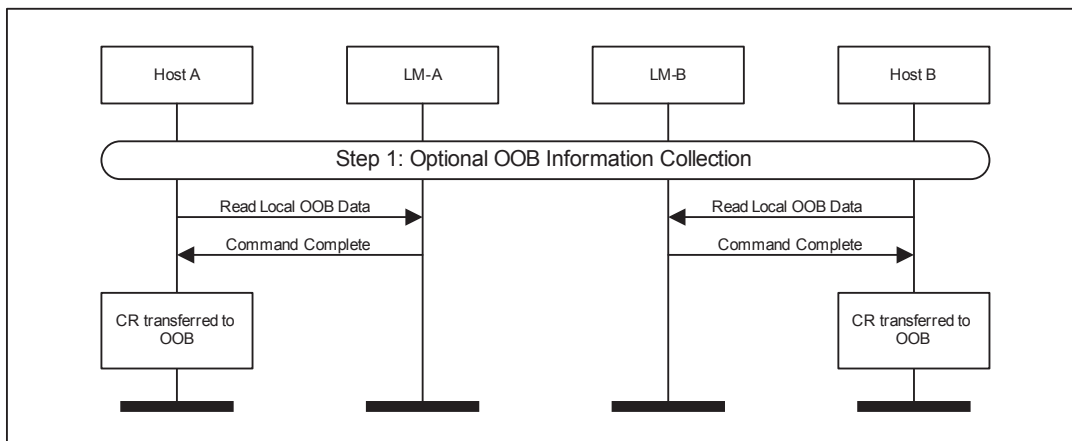 Host A
LM-A
LM-B
Host B
Step 1: Optional OOB Information Collection
Read Local OOB Data
Read Local OOB Data
Command Complete
Command Complete
CR transferred to
OOB
CR transferred to
OOB